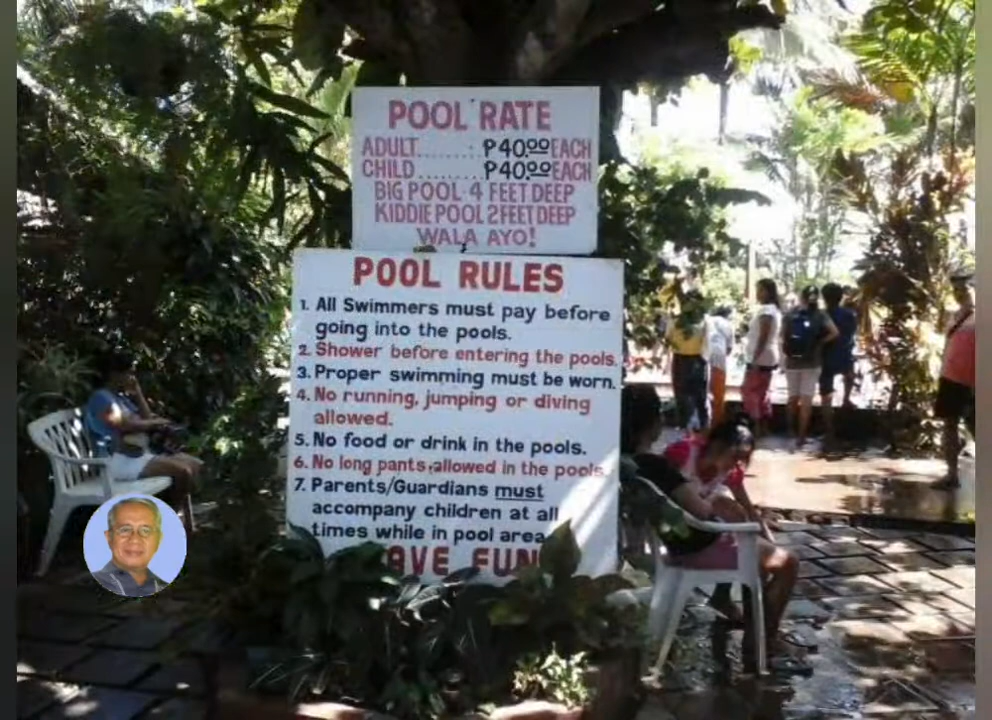 POOL RATE
ADULT........: ₱40.00 EACH
CHILD......... ₱40.00 EACH
BIG POOL-4 FEET DEEP
KIDDIE POOL 2 FEET DEEP
WALA AYO!
POOL RULES
1. All Swimmers must pay before
going into the pools.
2. Shower before entering the pools.
3. Proper swimming must be worn.
4. No running, jumping or diving
allowed.
5. No food or drink in the pools.
6. No long pants allowed in the pools.
7. Parents/Guardians must
accompany children at all
times while in pool area
AVE FUN